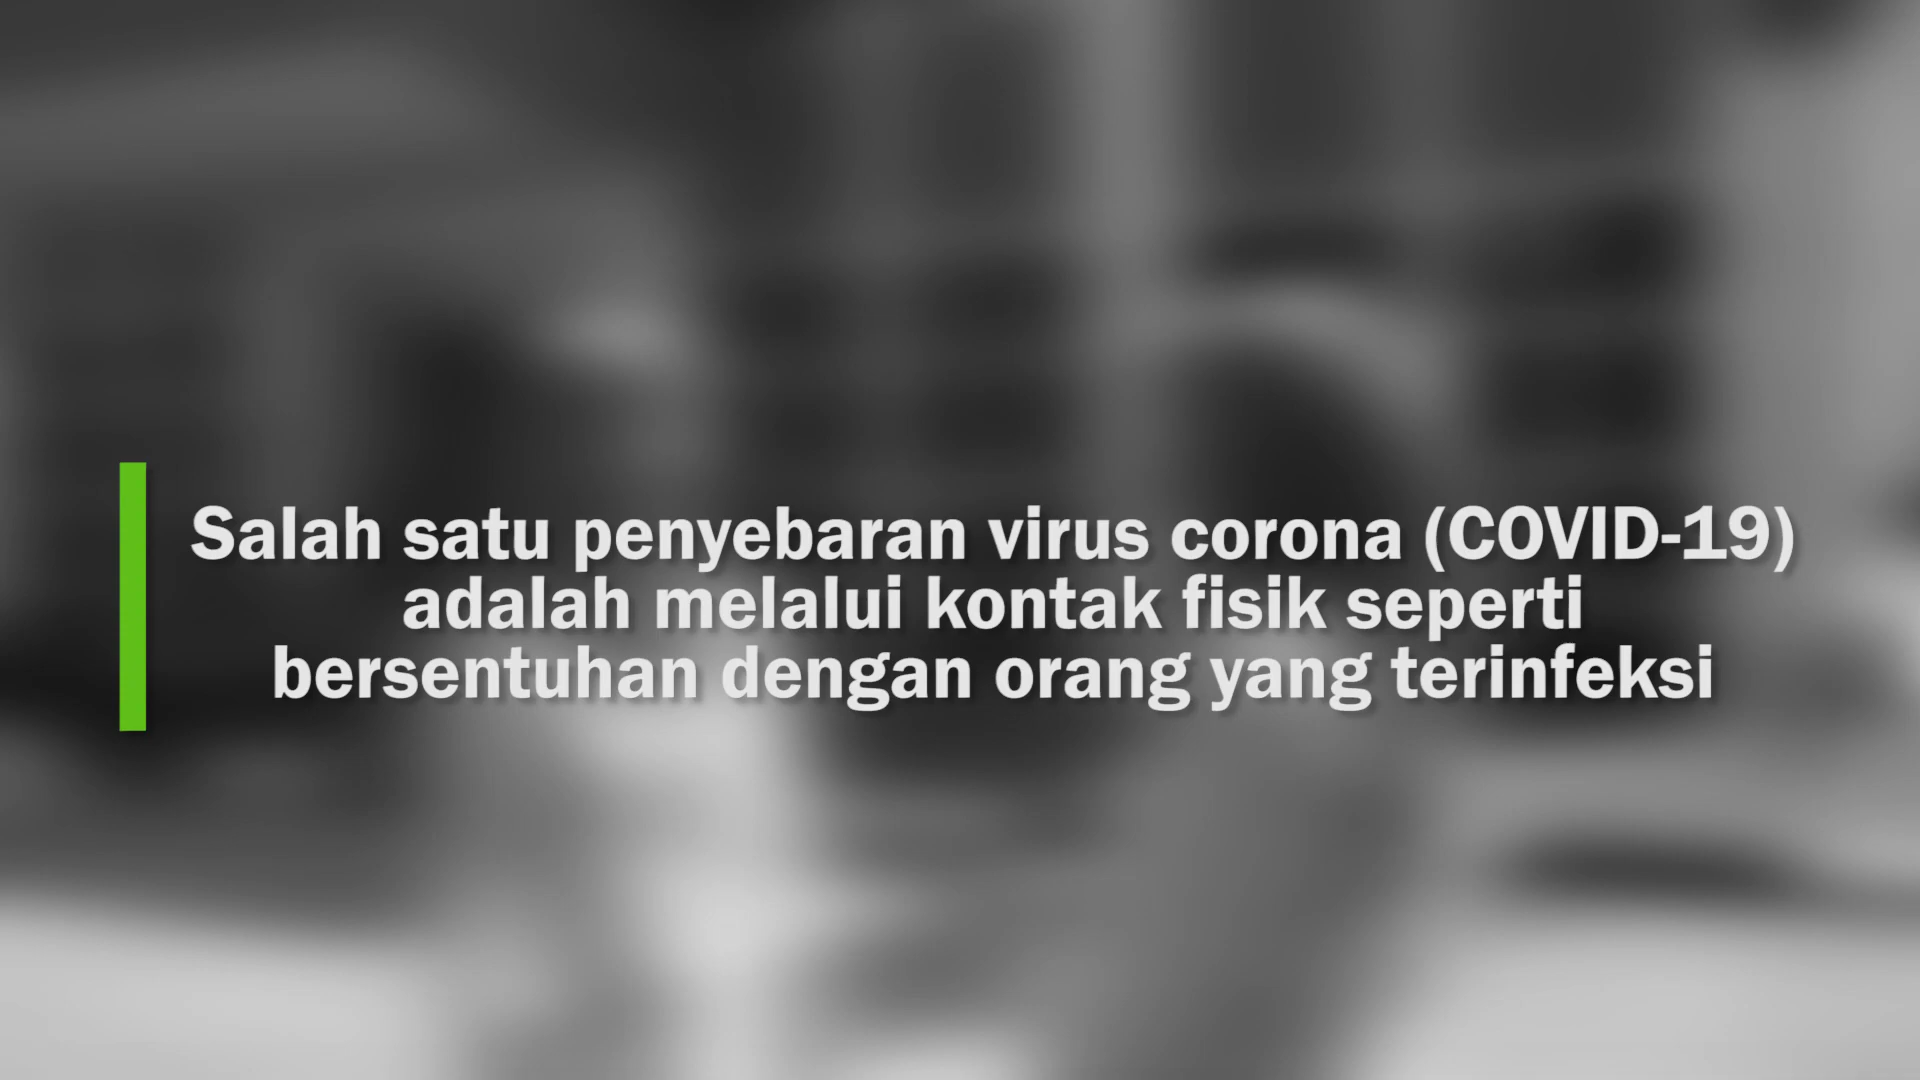 Salah satu penyebaran virus corona (COVID-19)
adalah melalui kontak fisik seperti
bersentuhan dengan orang yang terinfeksi